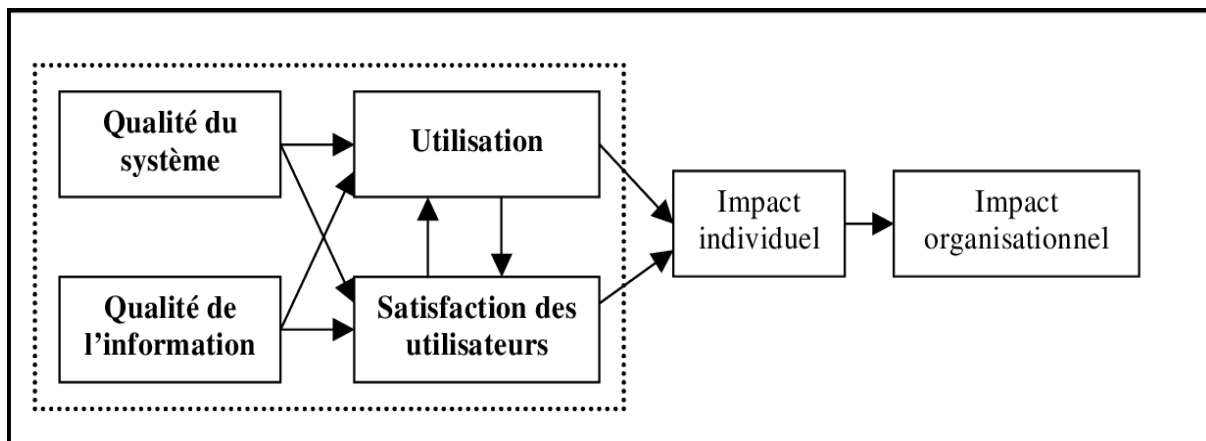 Qualité du
système
Utilisation
Qualité de
l’information
Satisfaction des
utilisateurs
Impact
individuel
Impact
organisationnel